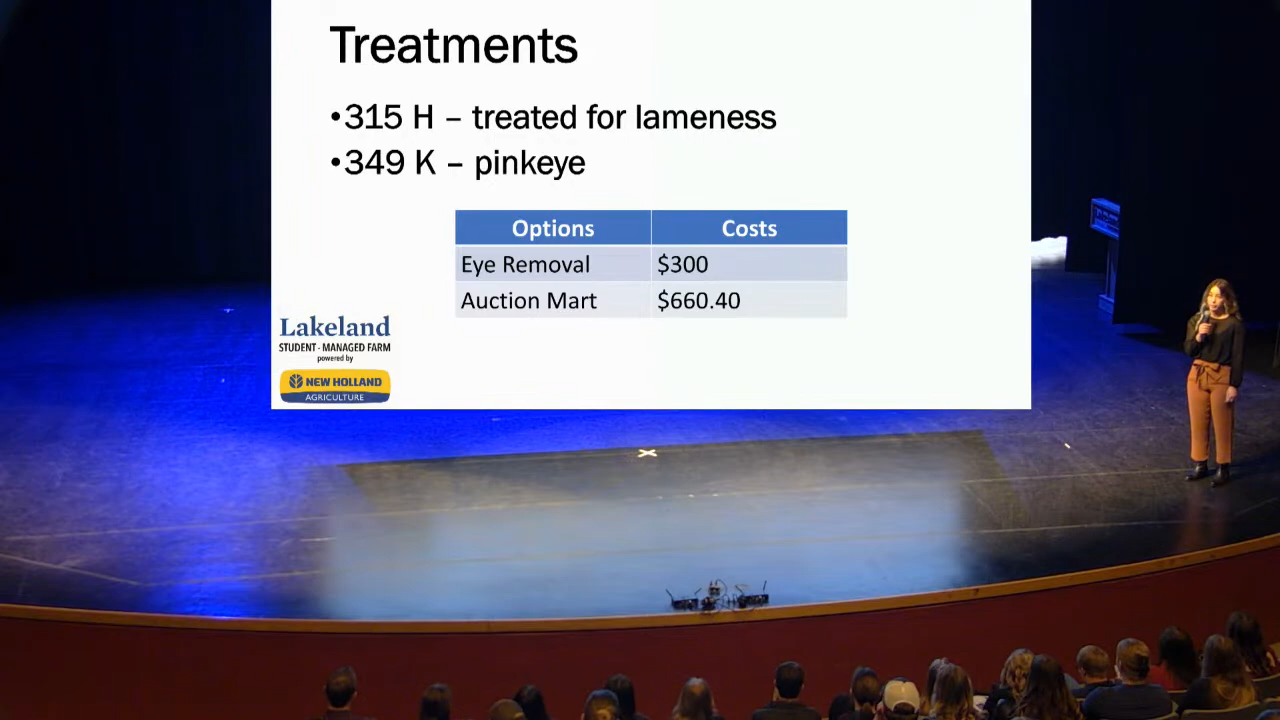 Treatments
•315 H – treated for lameness
•349 K – pinkeye
Options Costs
Eye Removal $300
Auction Mart $660.40
Lakeland
STUDENT - MANAGED FARM
powered by
NEW HOLLAND
AGRICULTURE